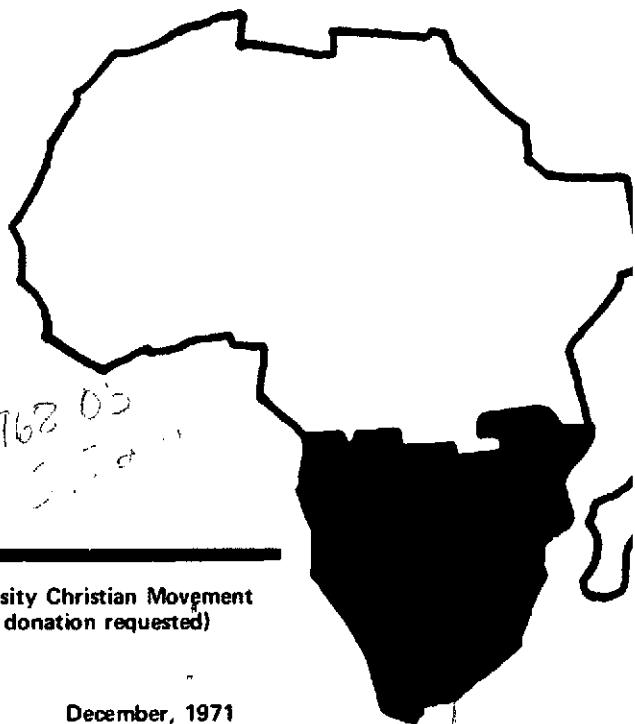 sity Christian Movement
donation requested)
December, 1971